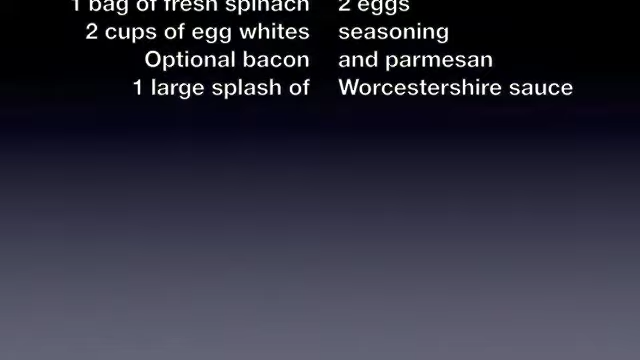 1 bag of fresh spinach 2 eggs
2 cups of egg whites seasoning
Optional bacon and parmesan
1 large splash of Worcestershire sauce